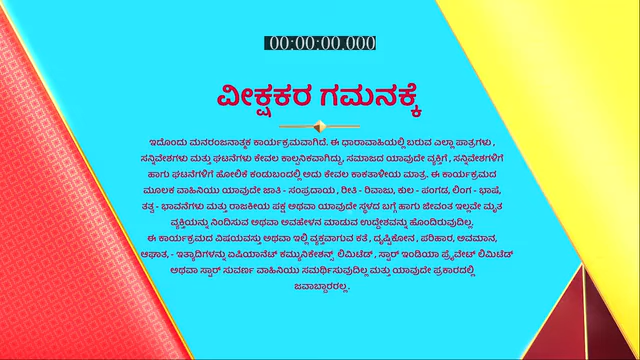 00:00:00.000
ವೀಕ್ಷಕರ ಗಮನಕ್ಕೆ
ಇದೊಂದು ಮನರಂಜನಾತ್ಮಕ ಕಾರ್ಯಕ್ರಮವಾಗಿದೆ. ಈ ಧಾರಾವಾಹಿಯಲ್ಲಿ ಬರುವ ಎಲ್ಲಾ ಪಾತ್ರಗಳು ,
ಸನ್ನಿವೇಶಗಳು ಮತ್ತು ಘಟನೆಗಳು ಕೇವಲ ಕಾಲ್ಪನಿಕವಾಗಿದ್ದು, ಸಮಾಜದ ಯಾವುದೇ ವ್ಯಕ್ತಿಗೆ , ಸನ್ನಿವೇಶಗಳಿಗೆ
ಹಾಗು ಘಟನೆಗಳಿಗೆ ಹೋಲಿಕೆ ಕಂಡುಬಂದಲ್ಲಿ ಅದು ಕೇವಲ ಕಾಕತಾಳೀಯ ಮಾತ್ರ. ಈ ಕಾರ್ಯಕ್ರಮದ
ಮೂಲಕ ವಾಹಿನಿಯು ಯಾವುದೇ ಜಾತಿ - ಸಂಪ್ರದಾಯ , ರೀತಿ - ರಿವಾಜು, ಕುಲ - ಪಂಗಡ, ಲಿಂಗ - ಭಾಷೆ,
ತತ್ವ - ಭಾವನೆಗಳು ಮತ್ತು ರಾಜಕೀಯ ಪಕ್ಷ ಅಥವಾ ಯಾವುದೇ ಸ್ಥಳದ ಬಗ್ಗೆ ಹಾಗು ಜೀವಂತ ಇಲ್ಲವೇ ಮೃತ
ವ್ಯಕ್ತಿಯನ್ನು ನಿಂದಿಸುವ ಅಥವಾ ಅವಹೇಳನ ಮಾಡುವ ಉದ್ದೇಶವನ್ನು ಹೊಂದಿರುವುದಿಲ್ಲ.
ಈ ಕಾರ್ಯಕ್ರಮದ ವಿಷಯವಸ್ತು ಅಥವಾ ಇಲ್ಲಿ ವ್ಯಕ್ತವಾಗುವ ಕತೆ , ದೃಷ್ಟಿಕೋನ , ಪರಿಹಾರ, ಅವಮಾನ,
ಆಘಾತ, - ಇತ್ಯಾದಿಗಳನ್ನು ಏಷಿಯಾನೆಟ್ ಕಮ್ಯುನಿಕೇಶನ್ಸ್ ಲಿಮಿಟೆಡ್ , ಸ್ಟಾರ್ ಇಂಡಿಯಾ ಪ್ರೈವೇಟ್ ಲಿಮಿಟೆಡ್
ಅಥವಾ ಸ್ಟಾರ್ ಸುವರ್ಣ ವಾಹಿನಿಯು ಸಮರ್ಥಿಸುವುದಿಲ್ಲ ಮತ್ತು ಯಾವುದೇ ಪ್ರಕಾರದಲ್ಲಿ
ಜವಾಬ್ದಾರರಲ್ಲ.